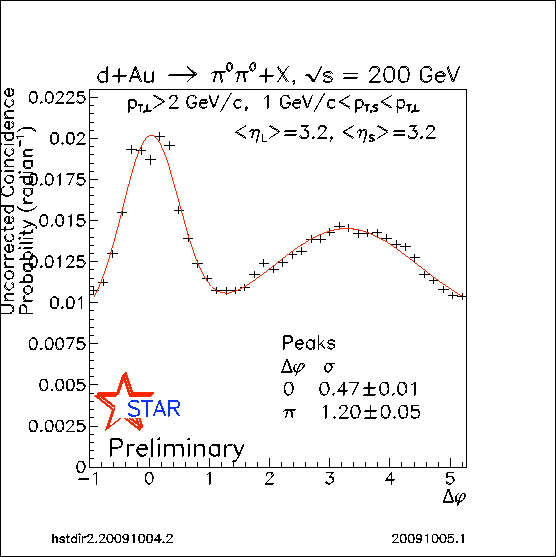 d+Au → π⁰π⁰+X, √s = 200 GeV
p_T,L>2 GeV/c, 1 GeV/c<p_T,S<p_T,L
<η_L>=3.2, <η_S>=3.2
Uncorrected Coincidence
Probability (radian⁻¹)
0.0225
0.02
0.0175
0.015
0.0125
0.01
0.0075
0.005
0.0025
0
Peaks
Δφ σ
0 0.47±0.01
π 1.20±0.05
STAR
Preliminary
-1 0 1 2 3 4 5
Δφ
hstdir2.20091004.2
20091005.1